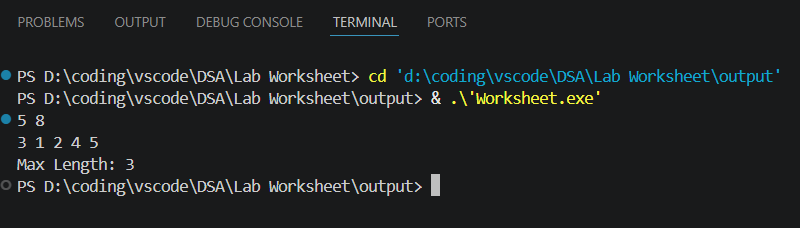 PROBLEMS OUTPUT DEBUG CONSOLE TERMINAL PORTS
PS D:\coding\vscode\DSA\Lab Worksheet> cd 'd:\coding\vscode\DSA\Lab Worksheet\output'
PS D:\coding\vscode\DSA\Lab Worksheet\output> & .\'Worksheet.exe'
5 8
3 1 2 4 5
Max Length: 3
PS D:\coding\vscode\DSA\Lab Worksheet\output>